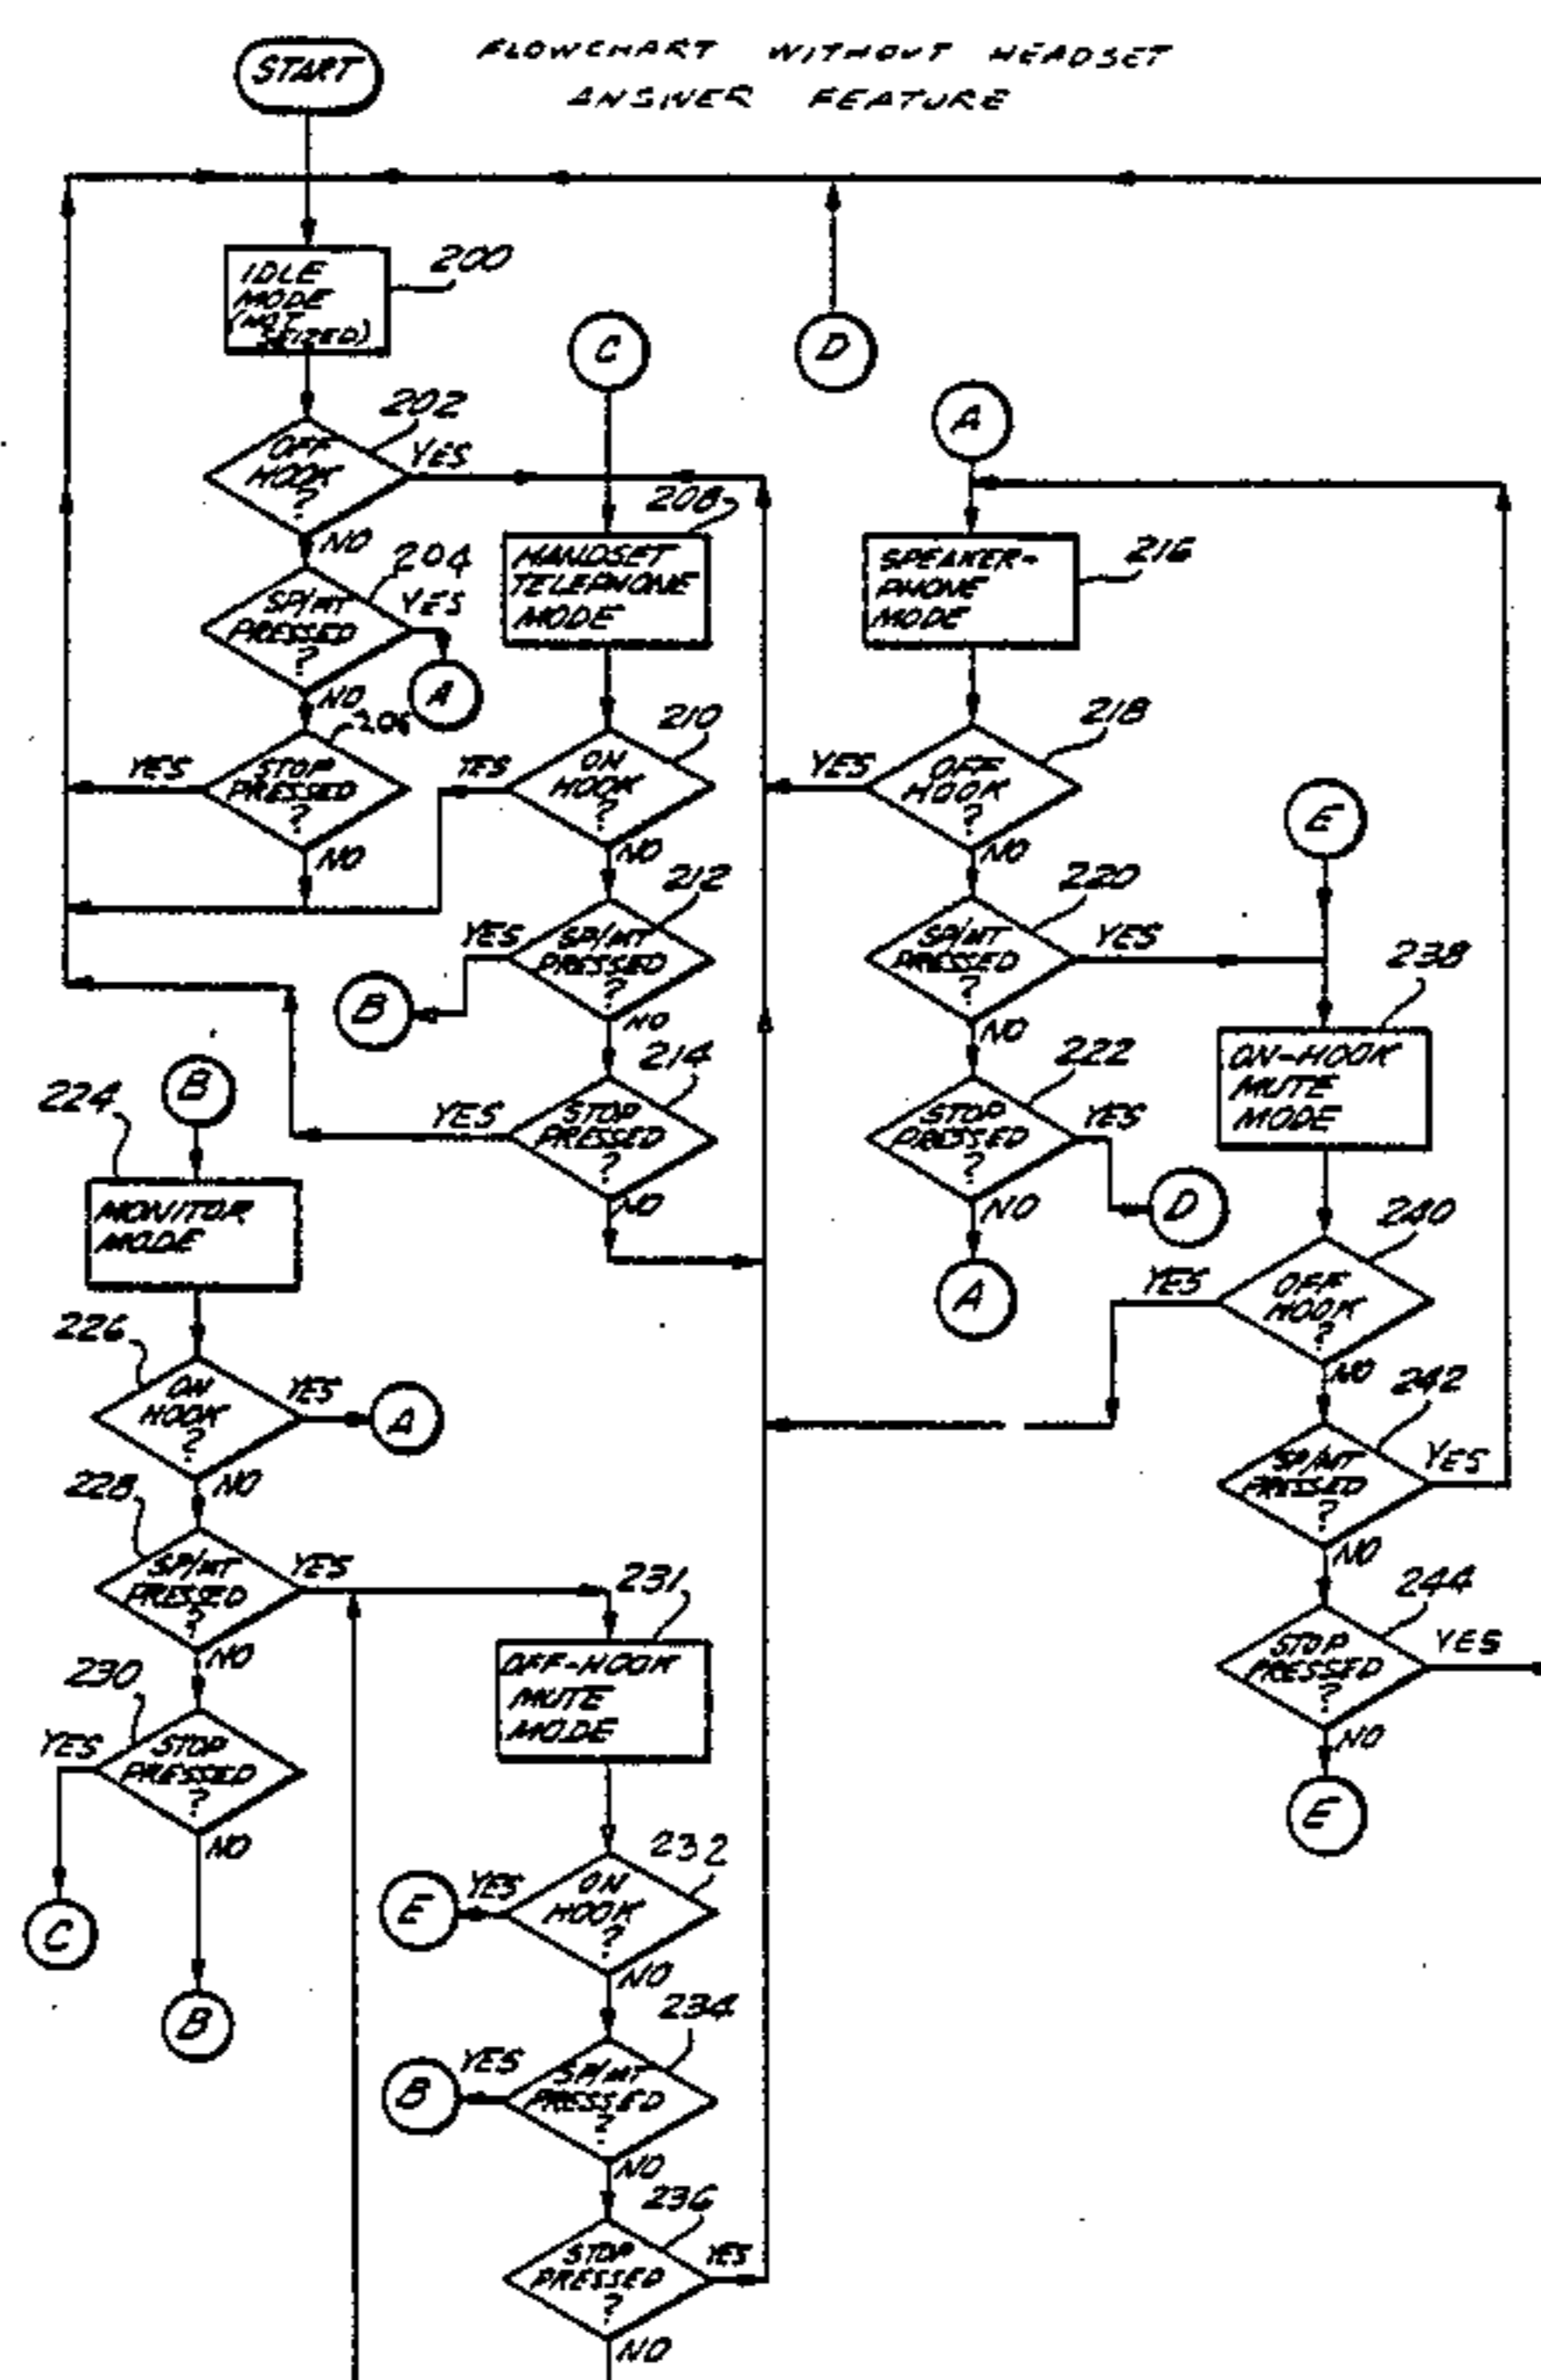 FLOWCHART WITHOUT HEADSET
ANSWER FEATURE
START
IDLE
MODE
(NOT
SEIZED)
200
C
D
A
OFF
HOOK
?
202
YES
NO
SP/MT
PRESSED
?
204
YES
A
NO
STOP
PRESSED
?
206
YES
NO
HANDSET
TELEPHONE
MODE
208
ON
HOOK
?
210
YES
NO
SP/MT
PRESSED
?
212
YES
B
NO
STOP
PRESSED
?
214
YES
NO
SPEAKER-
PHONE
MODE
216
OFF
HOOK
?
218
YES
NO
SP/MT
PRESSED
?
220
YES
NO
STOP
PRESSED
?
222
YES
D
NO
A
E
ON-HOOK
MUTE
MODE
238
OFF
HOOK
?
240
YES
NO
SP/MT
PRESSED
?
242
YES
NO
STOP
PRESSED
?
244
YES
NO
E
B
MONITOR
MODE
224
ON
HOOK
?
226
YES
A
NO
SP/MT
PRESSED
?
228
YES
NO
STOP
PRESSED
?
230
YES
C
NO
B
OFF-HOOK
MUTE
MODE
231
ON
HOOK
?
232
YES
E
NO
SP/MT
PRESSED
?
234
YES
B
NO
STOP
PRESSED
?
236
YES
NO